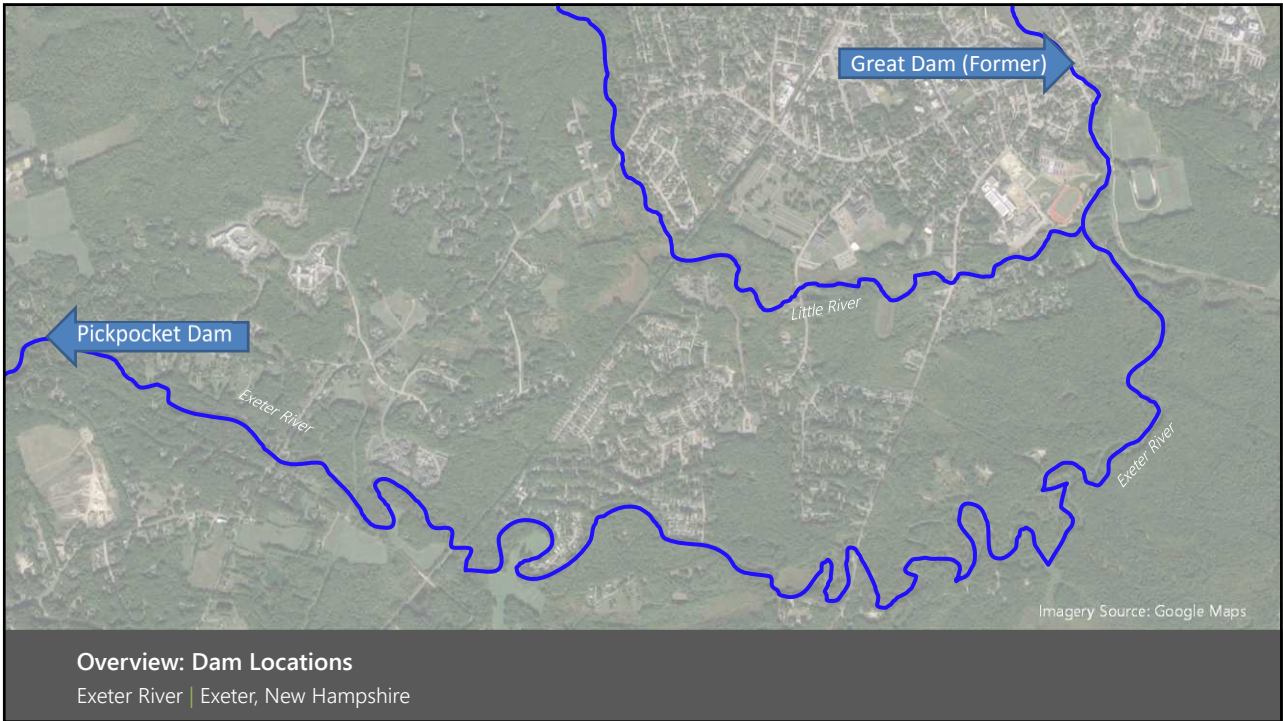 Great Dam (Former)
Little River
Pickpocket Dam
Exeter River
Exeter River
Imagery Source: Google Maps
Overview: Dam Locations
Exeter River | Exeter, New Hampshire